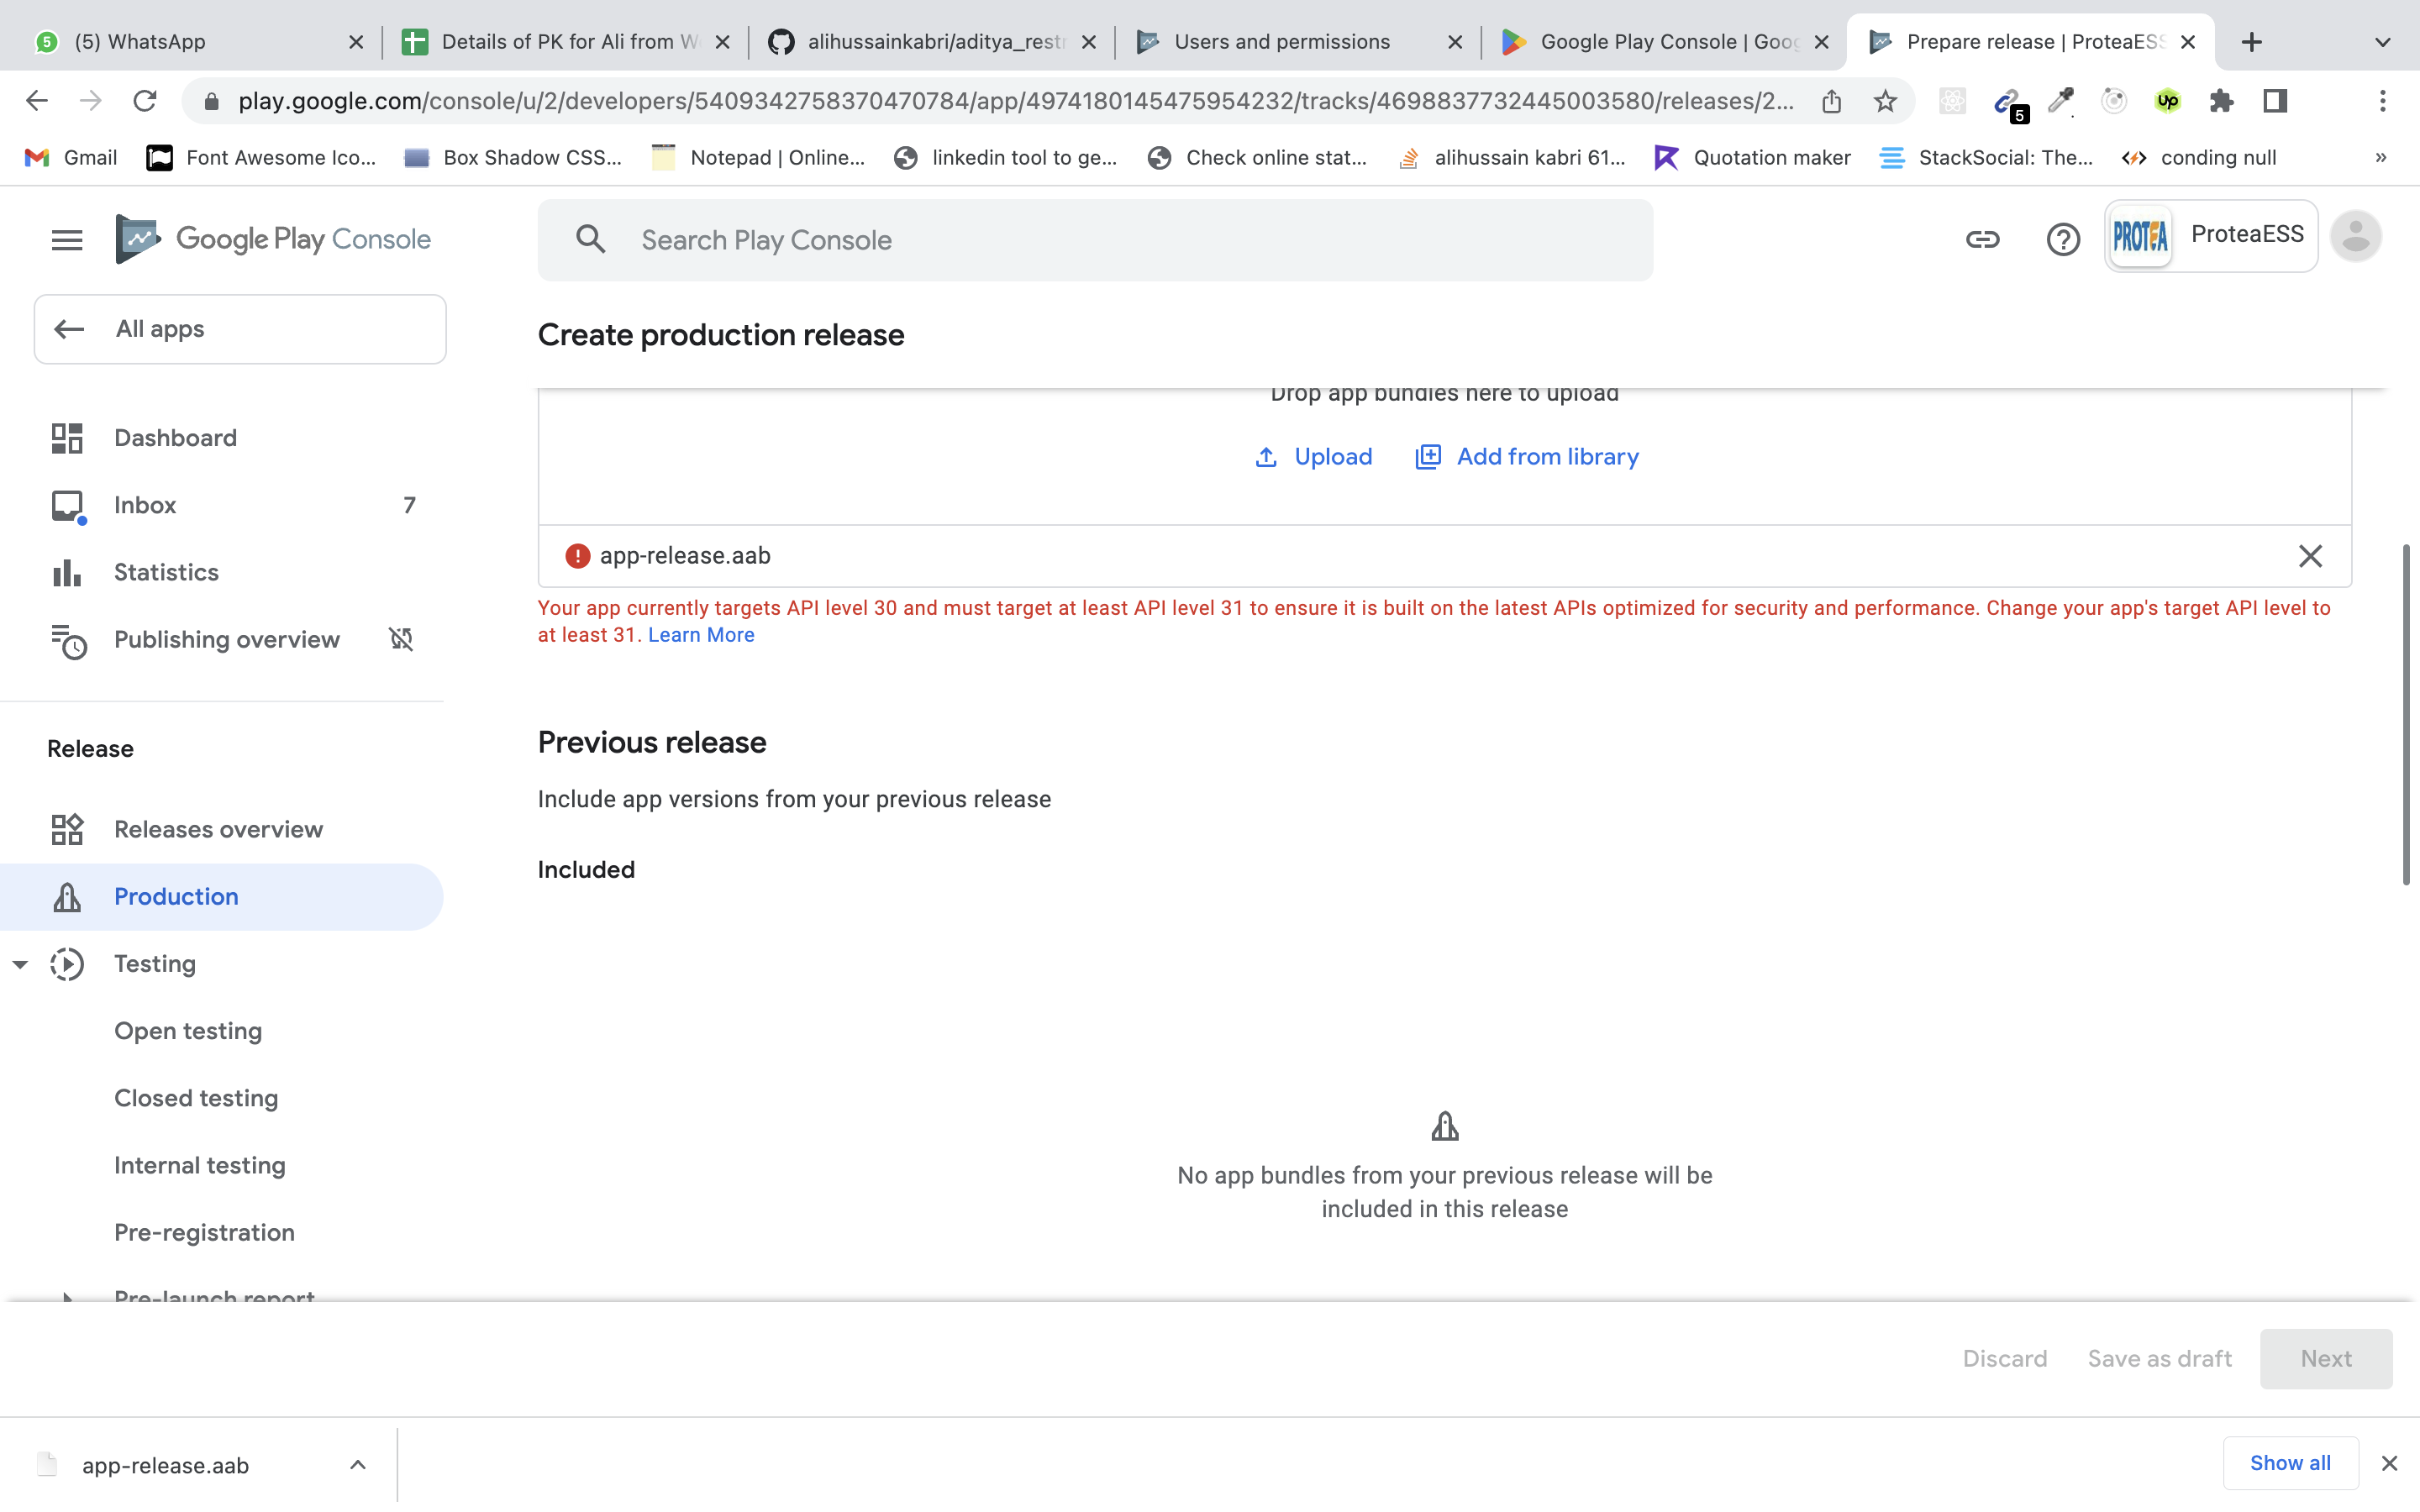 5 (5) WhatsApp
Details of PK for Ali from W
alihussainkabri/aditya_restr
Users and permissions
Google Play Console | Goog
Prepare release | ProteaESS
play.google.com/console/u/2/developers/5409342758370470784/app/4974180145475954232/tracks/4698837732445003580/releases/2...
5
up
Gmail
Font Awesome Ico...
Box Shadow CSS...
Notepad | Online...
linkedin tool to ge...
Check online stat...
alihussain kabri 61...
Quotation maker
StackSocial: The...
conding null
»
Google Play Console
Search Play Console
PROTEA
ProteaESS
All apps
Create production release
Drop app bundles here to upload
Dashboard
Upload
Add from library
Inbox 7
app-release.aab
Statistics
Your app currently targets API level 30 and must target at least API level 31 to ensure it is built on the latest APIs optimized for security and performance. Change your app's target API level to
at least 31. Learn More
Publishing overview
Release
Previous release
Include app versions from your previous release
Releases overview
Included
Production
Testing
Open testing
Closed testing
Internal testing
No app bundles from your previous release will be
included in this release
Pre-registration
Pre-launch report
Discard
Save as draft
Next
app-release.aab
Show all